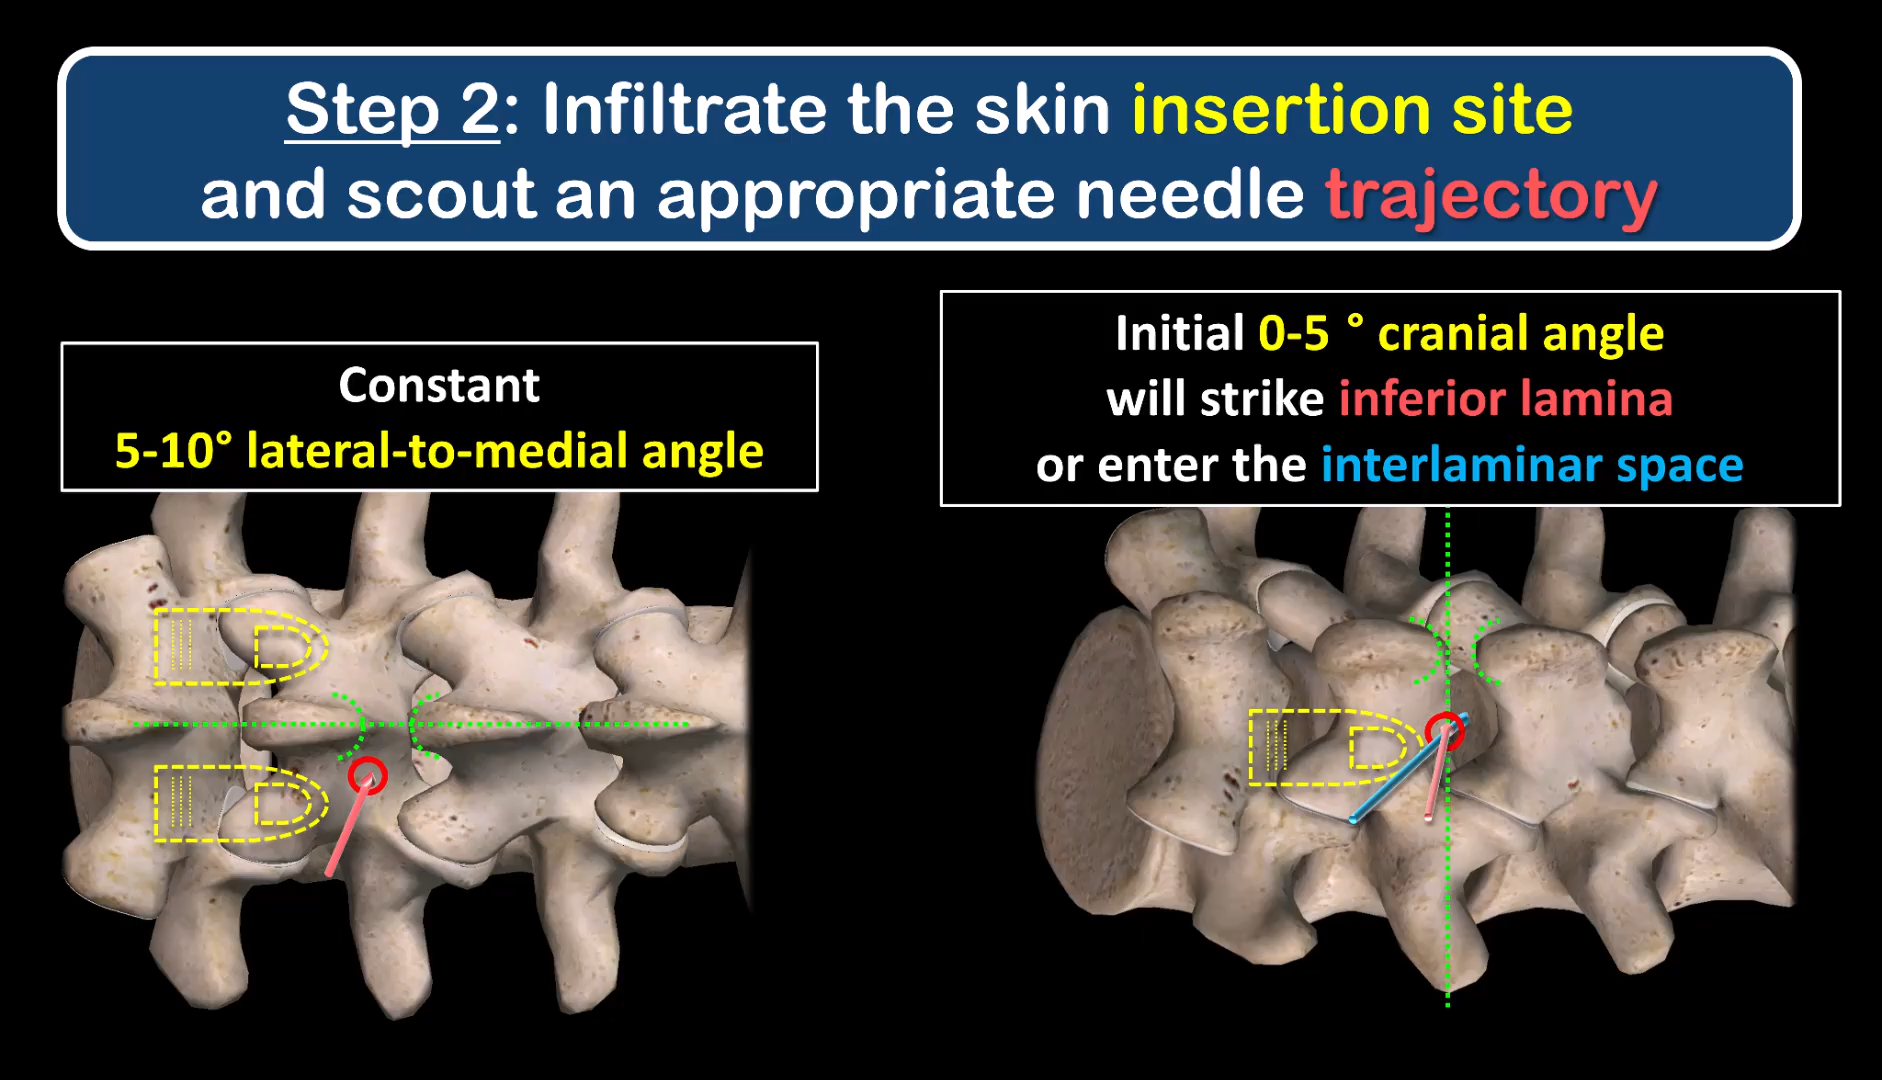 Step 2: Infiltrate the skin insertion site
and scout an appropriate needle trajectory
Constant
5-10° lateral-to-medial angle
Initial 0-5 ° cranial angle
will strike inferior lamina
or enter the interlaminar space